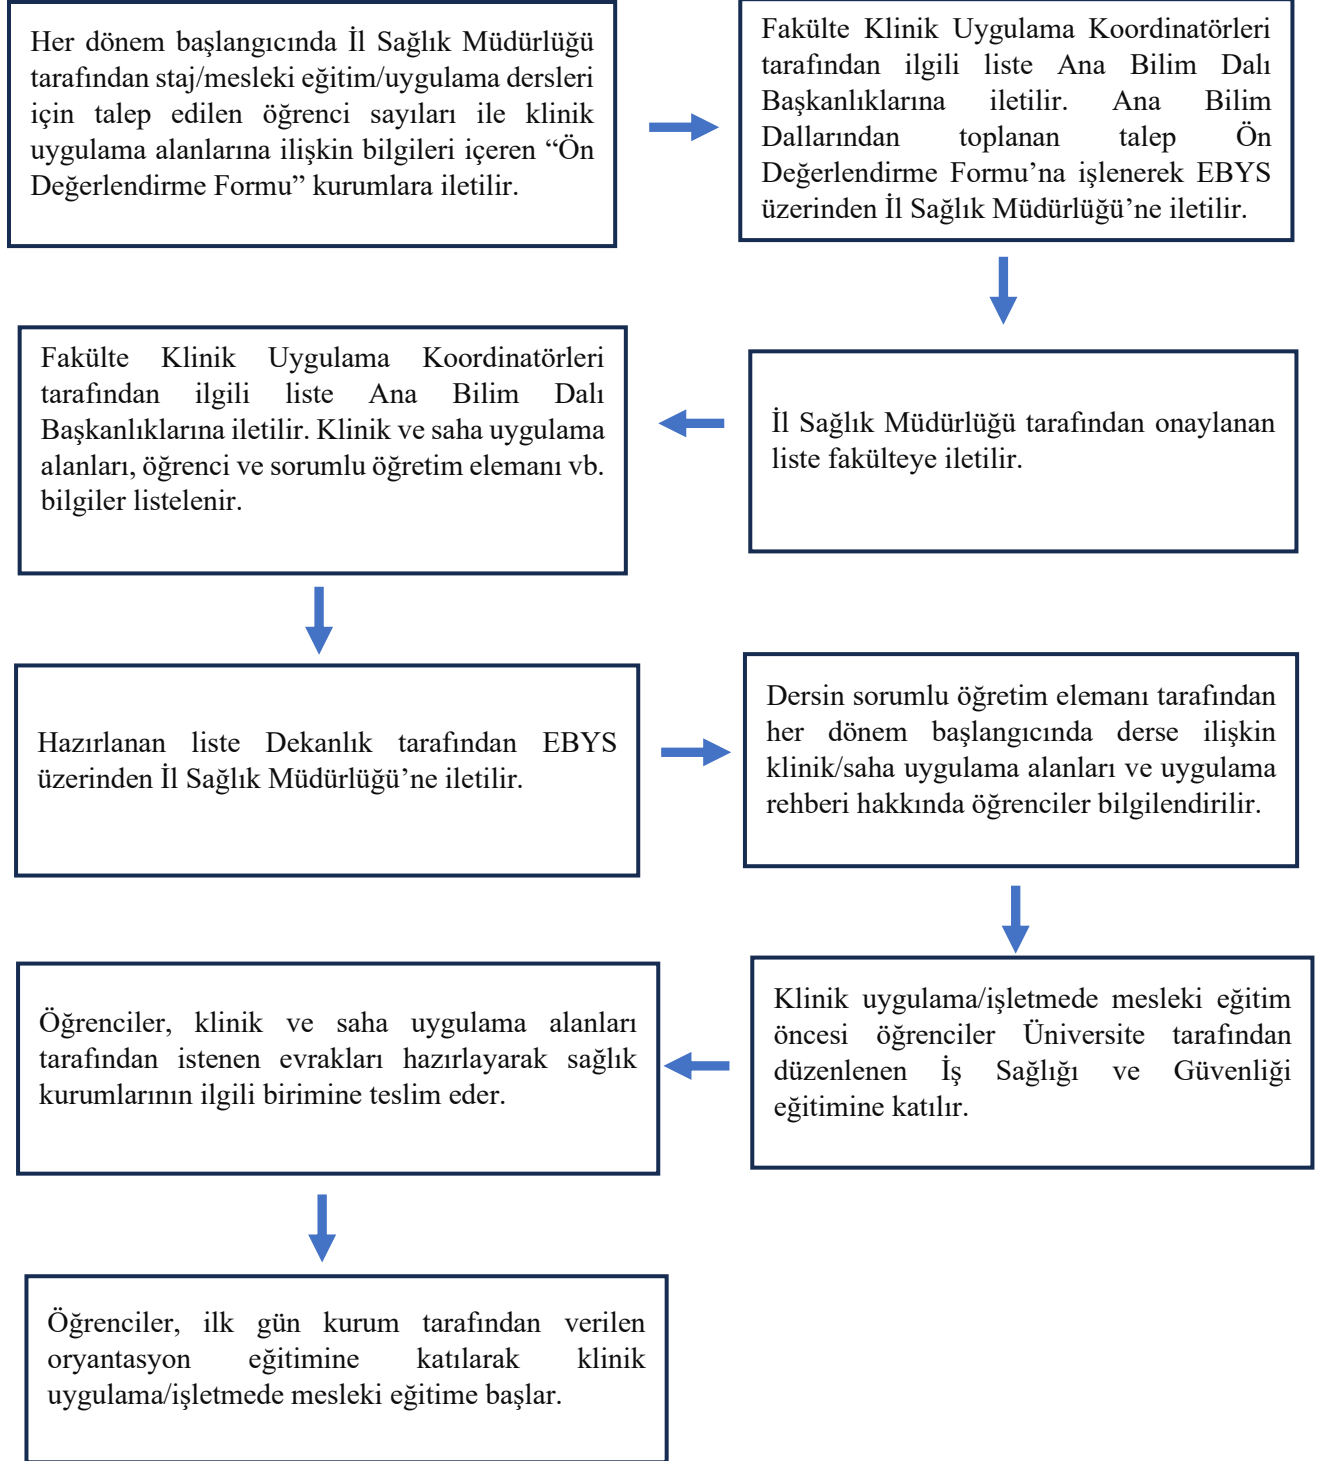 Her dönem başlangıcında İl Sağlık Müdürlüğü
tarafından staj/mesleki eğitim/uygulama dersleri
için talep edilen öğrenci sayıları ile klinik
uygulama alanlarına ilişkin bilgileri içeren “Ön
Değerlendirme Formu” kurumlara iletilir.
Fakülte Klinik Uygulama Koordinatörleri
tarafından ilgili liste Ana Bilim Dalı
Başkanlıklarına iletilir. Ana Bilim
Dallarından toplanan talep Ön
Değerlendirme Formu’na işlenerek EBYS
üzerinden İl Sağlık Müdürlüğü’ne iletilir.
İl Sağlık Müdürlüğü tarafından onaylanan
liste fakülteye iletilir.
Fakülte Klinik Uygulama Koordinatörleri
tarafından ilgili liste Ana Bilim Dalı
Başkanlıklarına iletilir. Klinik ve saha uygulama
alanları, öğrenci ve sorumlu öğretim elemanı vb.
bilgiler listelenir.
Hazırlanan liste Dekanlık tarafından EBYS
üzerinden İl Sağlık Müdürlüğü’ne iletilir.
Dersin sorumlu öğretim elemanı tarafından
her dönem başlangıcında derse ilişkin
klinik/saha uygulama alanları ve uygulama
rehberi hakkında öğrenciler bilgilendirilir.
Klinik uygulama/işletmede mesleki eğitim
öncesi öğrenciler Üniversite tarafından
düzenlenen İş Sağlığı ve Güvenliği
eğitimine katılır.
Öğrenciler, klinik ve saha uygulama alanları
tarafından istenen evrakları hazırlayarak sağlık
kurumlarının ilgili birimine teslim eder.
Öğrenciler, ilk gün kurum tarafından verilen
oryantasyon eğitimine katılarak klinik
uygulama/işletmede mesleki eğitime başlar.